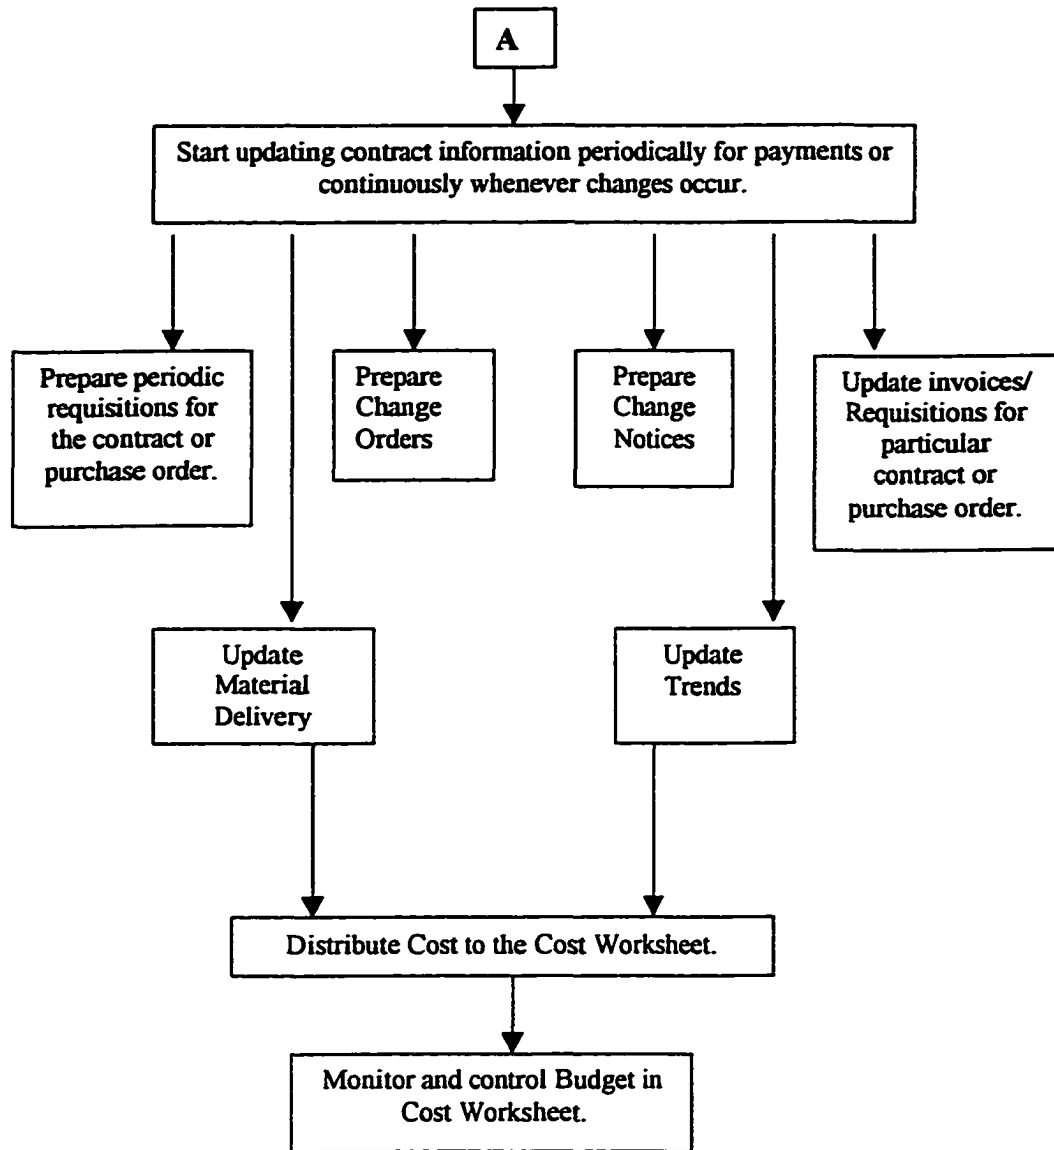 A
Start updating contract information periodically for payments or
continuously whenever changes occur.
Prepare periodic
requisitions for
the contract or
purchase order.
Prepare
Change
Orders
Prepare
Change
Notices
Update invoices/
Requisitions for
particular
contract or
purchase order.
Update
Material
Delivery
Update
Trends
Distribute Cost to the Cost Worksheet.
Monitor and control Budget in
Cost Worksheet.